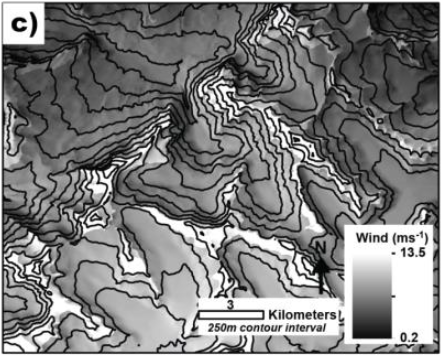 c)
N
Wind (ms⁻¹)
13.5
0.2
3
Kilometers
250m contour interval